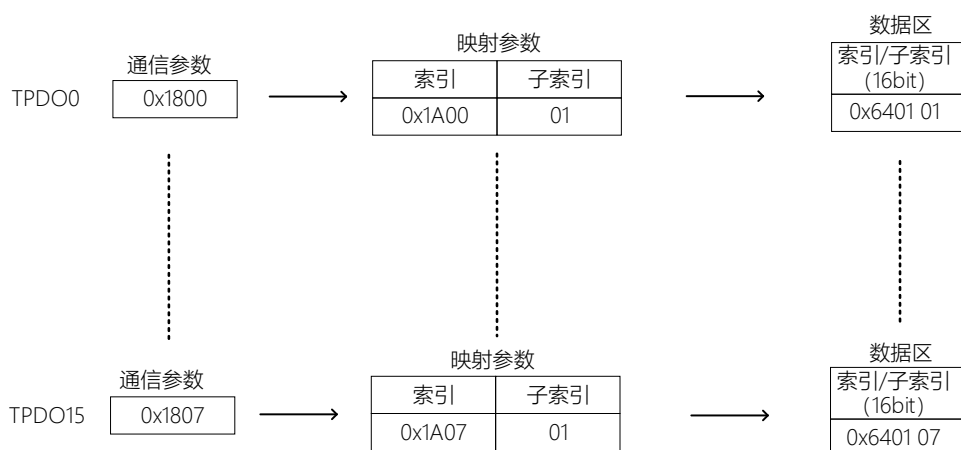 数据区
映射参数
通信参数
索引/子索引
(16bit)
索引 子索引
TPDO0 0x1800 0x1A00 01 0x6401 01
数据区
映射参数
通信参数
索引/子索引
(16bit)
索引 子索引
TPDO15 0x1807 0x1A07 01 0x6401 07